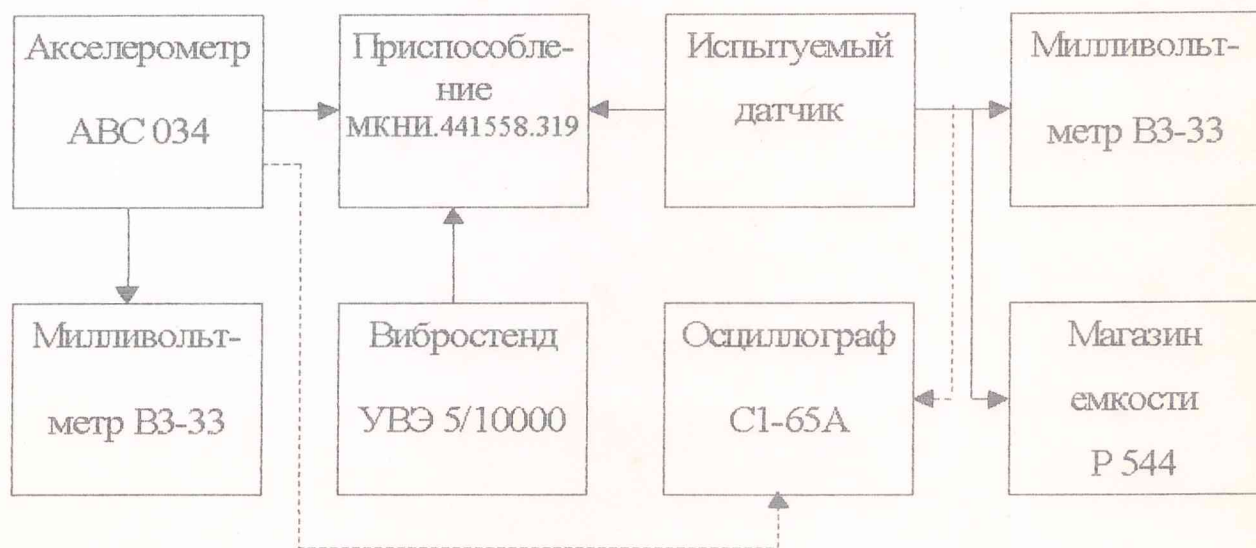 Акселерометр
АВС 034
Приспособле-
ние
МКНИ.441558.319
Испытуемый
датчик
Милливольт-
метр В3-33
Милливольт-
метр В3-33
Вибростенд
УВЭ 5/10000
Осциллограф
С1-65А
Магазин
емкости
Р 544